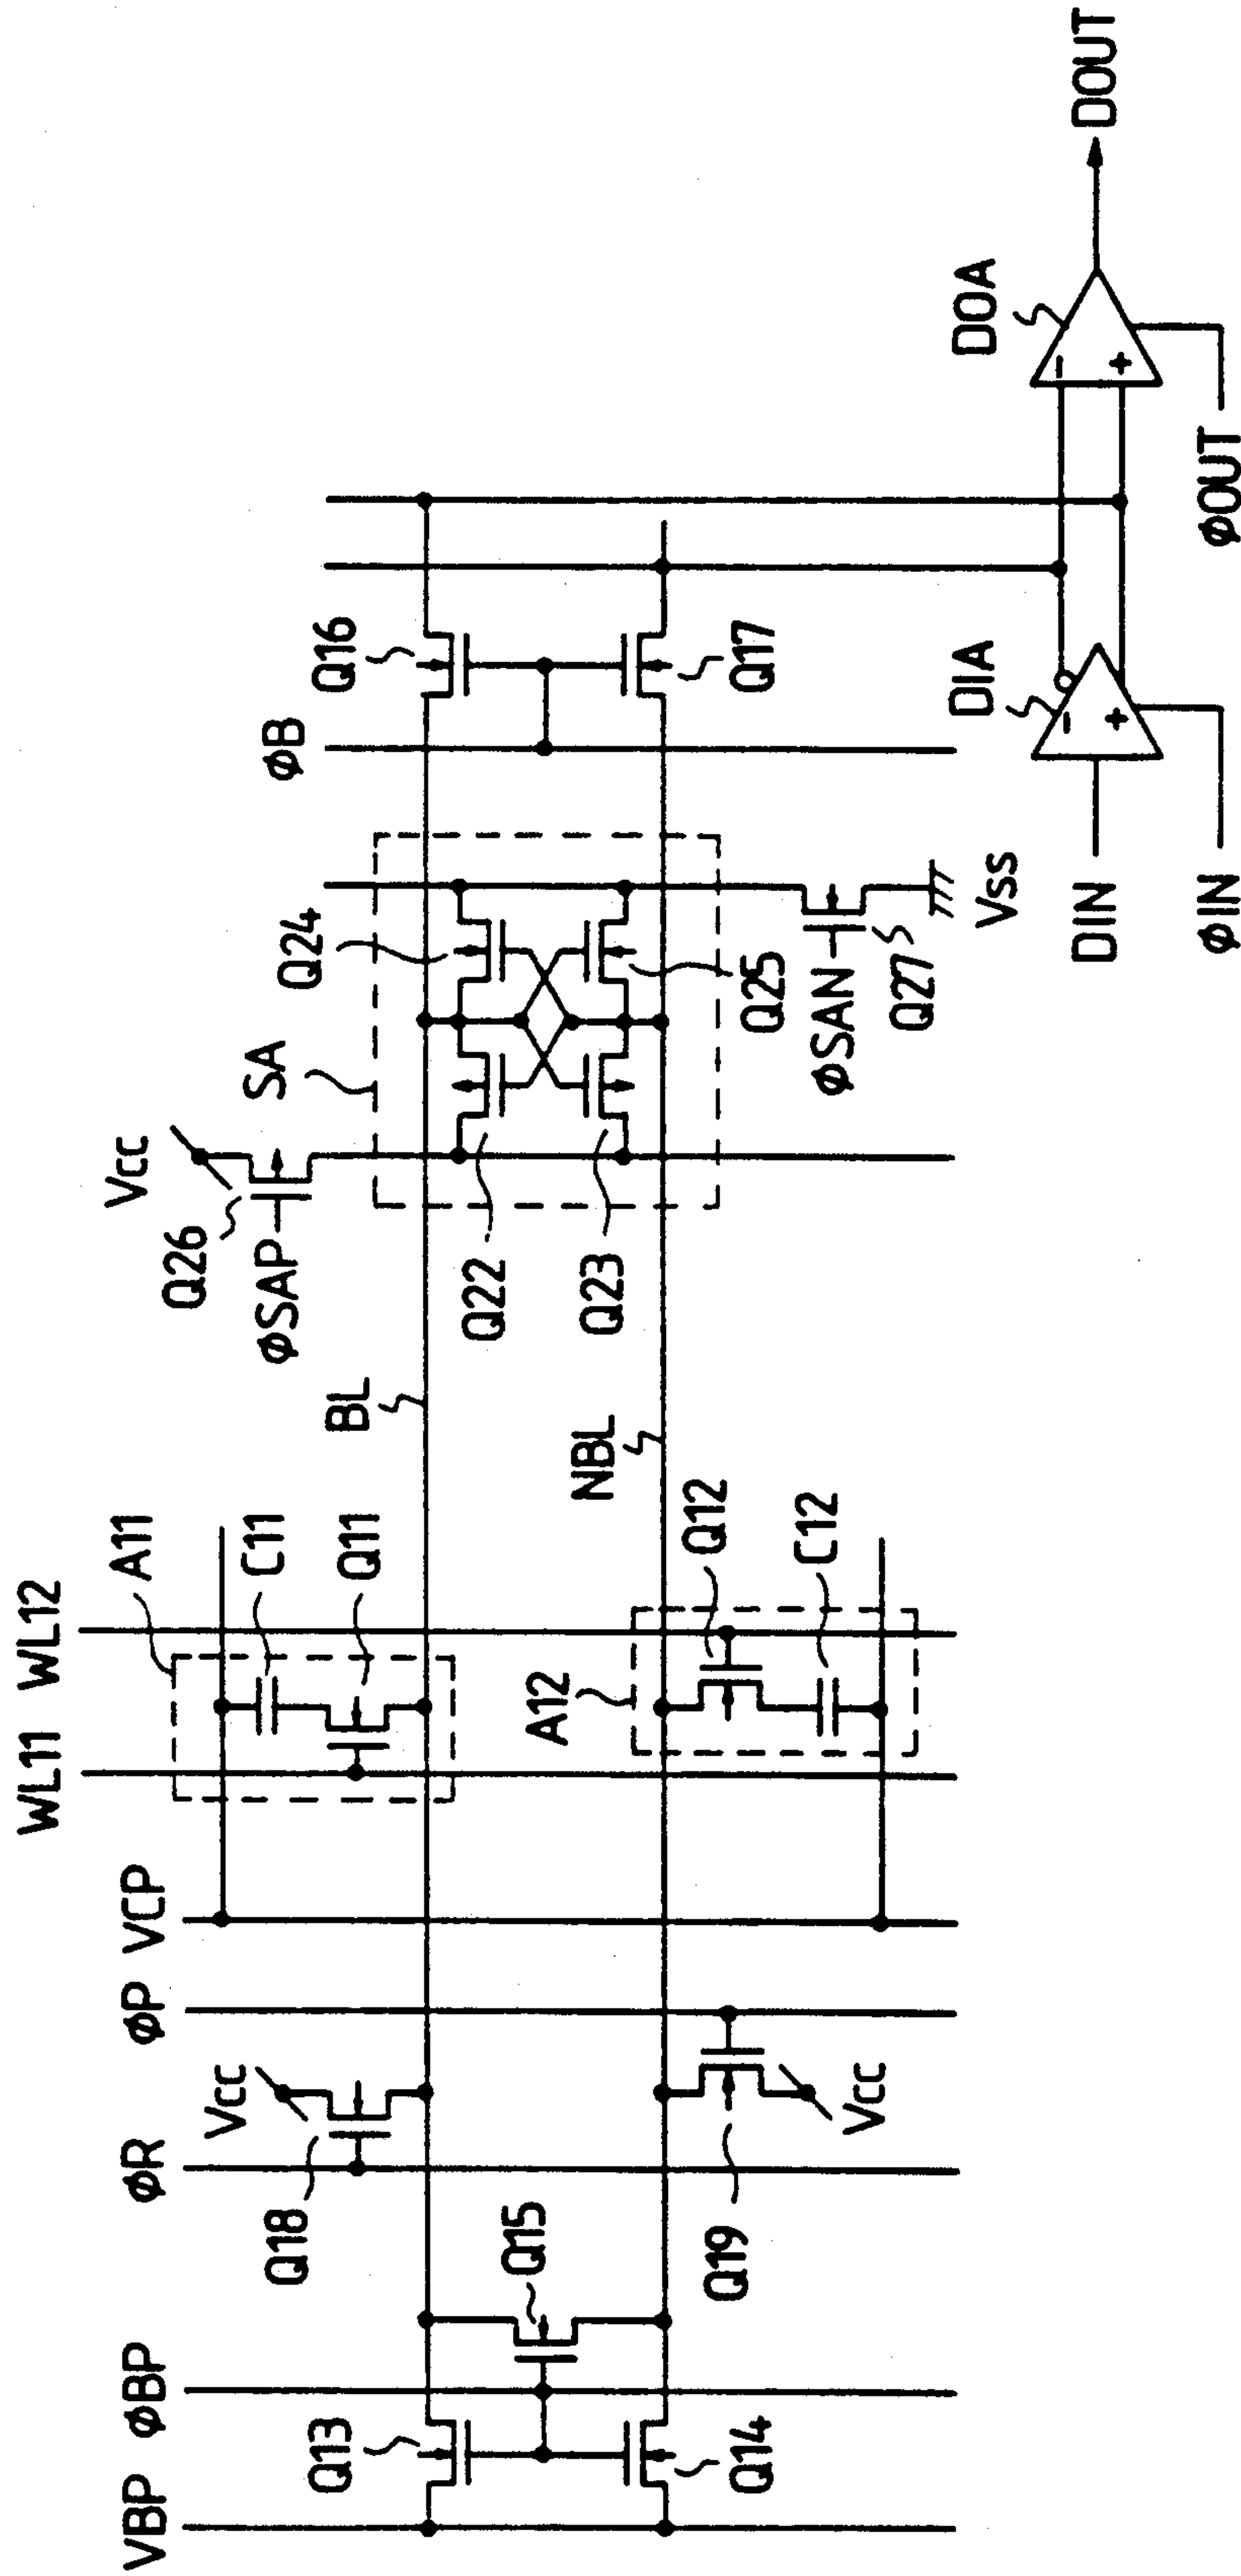 VBP
φBP
φR
φP
VCP
WL11
WL12
Vcc
Vcc
φB
Q13
Q18
Q15
Q14
Q19
Vcc
A11
C11
Q11
A12
Q12
C12
BL
NBL
Q26
φSAP
SA
Q22
Q23
Q24
Q25
φSAN
Q27
Vss
Q16
Q17
DIN
φIN
DIA
-
+
DOA
-
+
φOUT
DOUT